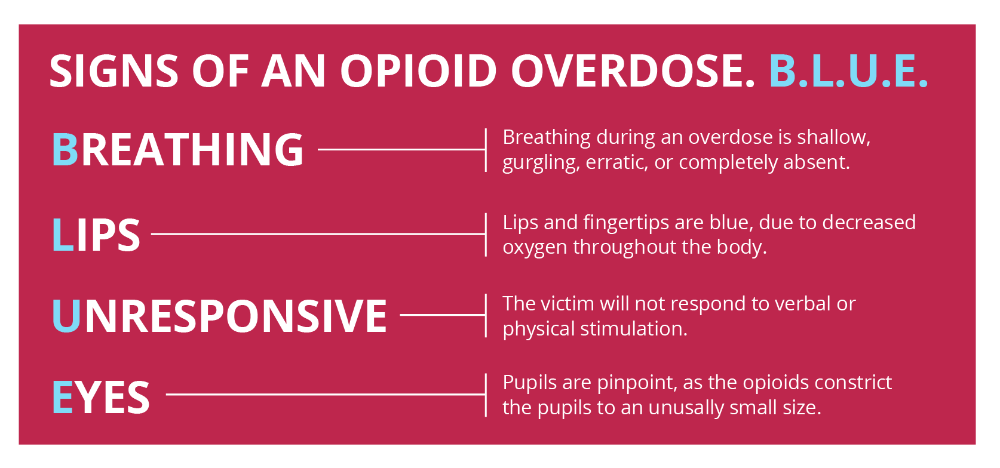 SIGNS OF AN OPIOID OVERDOSE. B.L.U.E.
BREATHING
Breathing during an overdose is shallow,
gurgling, erratic, or completely absent.
LIPS
Lips and fingertips are blue, due to decreased
oxygen throughout the body.
UNRESPONSIVE
The victim will not respond to verbal or
physical stimulation.
EYES
Pupils are pinpoint, as the opioids constrict
the pupils to an unusally small size.